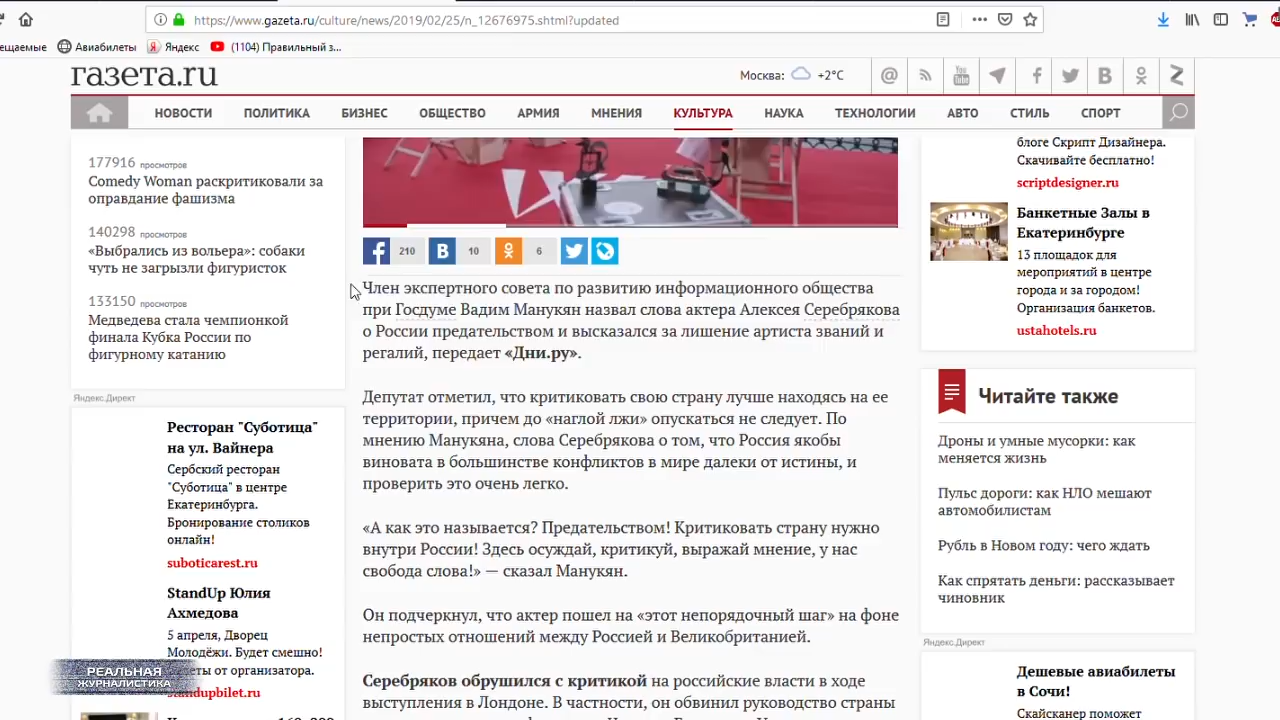 https://www.gazeta.ru/culture/news/2019/02/25/n_12676975.shtml?updated
ещаемые
Авиабилеты
Яндекс
(1104) Правильный з...
газета.ru
Москва:
+2°C
НОВОСТИ
ПОЛИТИКА
БИЗНЕС
ОБЩЕСТВО
АРМИЯ
МНЕНИЯ
КУЛЬТУРА
НАУКА
ТЕХНОЛОГИИ
АВТО
СТИЛЬ
СПОРТ
177916 просмотров
Comedy Woman раскритиковали за
оправдание фашизма
140298 просмотров
«Выбрались из вольера»: собаки
чуть не загрызли фигуристок
133150 просмотров
Медведева стала чемпионкой
финала Кубка России по
фигурному катанию
Яндекс.Директ
Ресторан "Суботица"
на ул. Вайнера
Сербский ресторан
"Суботица" в центре
Екатеринбурга.
Бронирование столиков
онлайн!
suboticarest.ru
StandUp Юлия
Ахмедова
5 апреля, Дворец
Молодёжи. Будет смешно!
еты от организатора.
standupbilet.ru
РЕАЛЬНАЯ
ЖУРНАЛИСТИКА
210
10
6
Член экспертного совета по развитию информационного общества
при Госдуме Вадим Манукян назвал слова актера Алексея Серебрякова
о России предательством и высказался за лишение артиста званий и
регалий, передает «Дни.ру».
Депутат отметил, что критиковать свою страну лучше находясь на ее
территории, причем до «наглой лжи» опускаться не следует. По
мнению Манукяна, слова Серебрякова о том, что Россия якобы
виновата в большинстве конфликтов в мире далеки от истины, и
проверить это очень легко.
«А как это называется? Предательством! Критиковать страну нужно
внутри России! Здесь осуждай, критикуй, выражай мнение, у нас
свобода слова!» — сказал Манукян.
Он подчеркнул, что актер пошел на «этот непорядочный шаг» на фоне
непростых отношений между Россией и Великобританией.
Серебряков обрушился с критикой на российские власти в ходе
выступления в Лондоне. В частности, он обвинил руководство страны
блоге Скрипт Дизайнера.
Скачивайте бесплатно!
scriptdesigner.ru
Банкетные Залы в
Екатеринбурге
13 площадок для
мероприятий в центре
города и за городом!
Организация банкетов.
ustahotels.ru
Читайте также
Дроны и умные мусорки: как
меняется жизнь
Пульс дороги: как НЛО мешают
автомобилистам
Рубль в Новом году: чего ждать
Как спрятать деньги: рассказывает
чиновник
Яндекс.Директ
Дешевые авиабилеты
в Сочи!
Скайсканер поможет